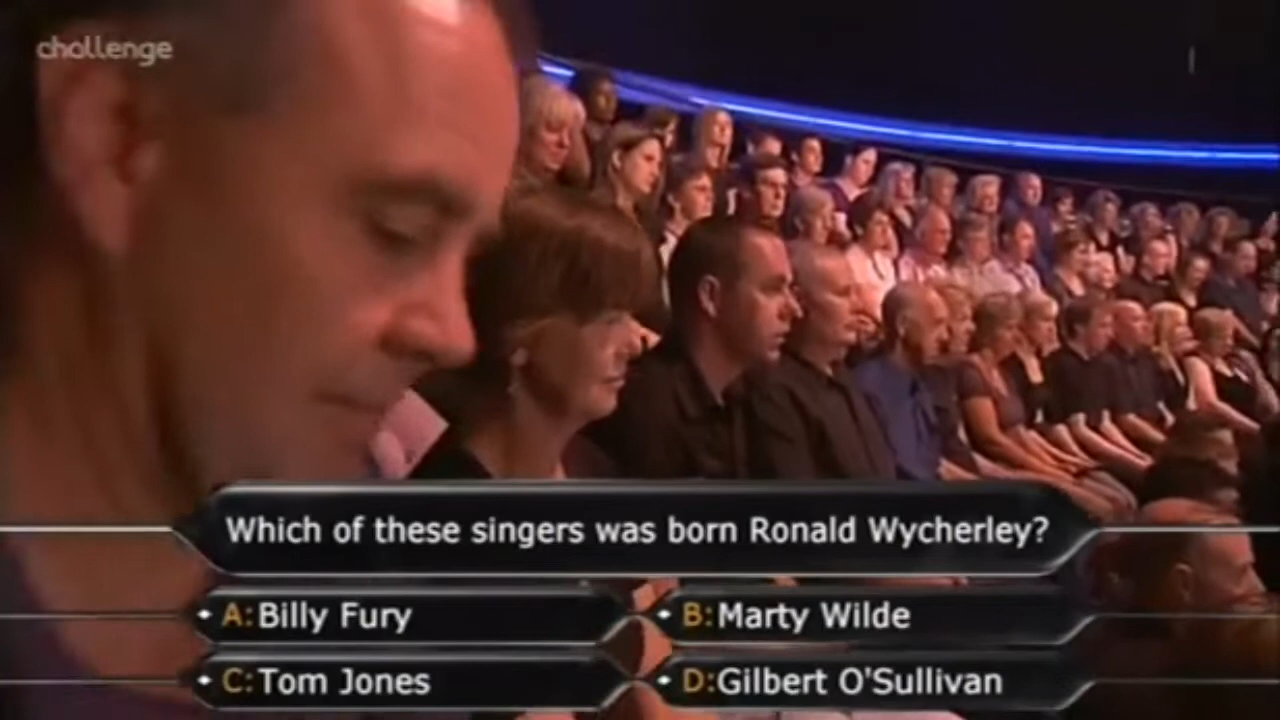 challenge
Which of these singers was born Ronald Wycherley?
A: Billy Fury
B: Marty Wilde
C: Tom Jones
D: Gilbert O'Sullivan